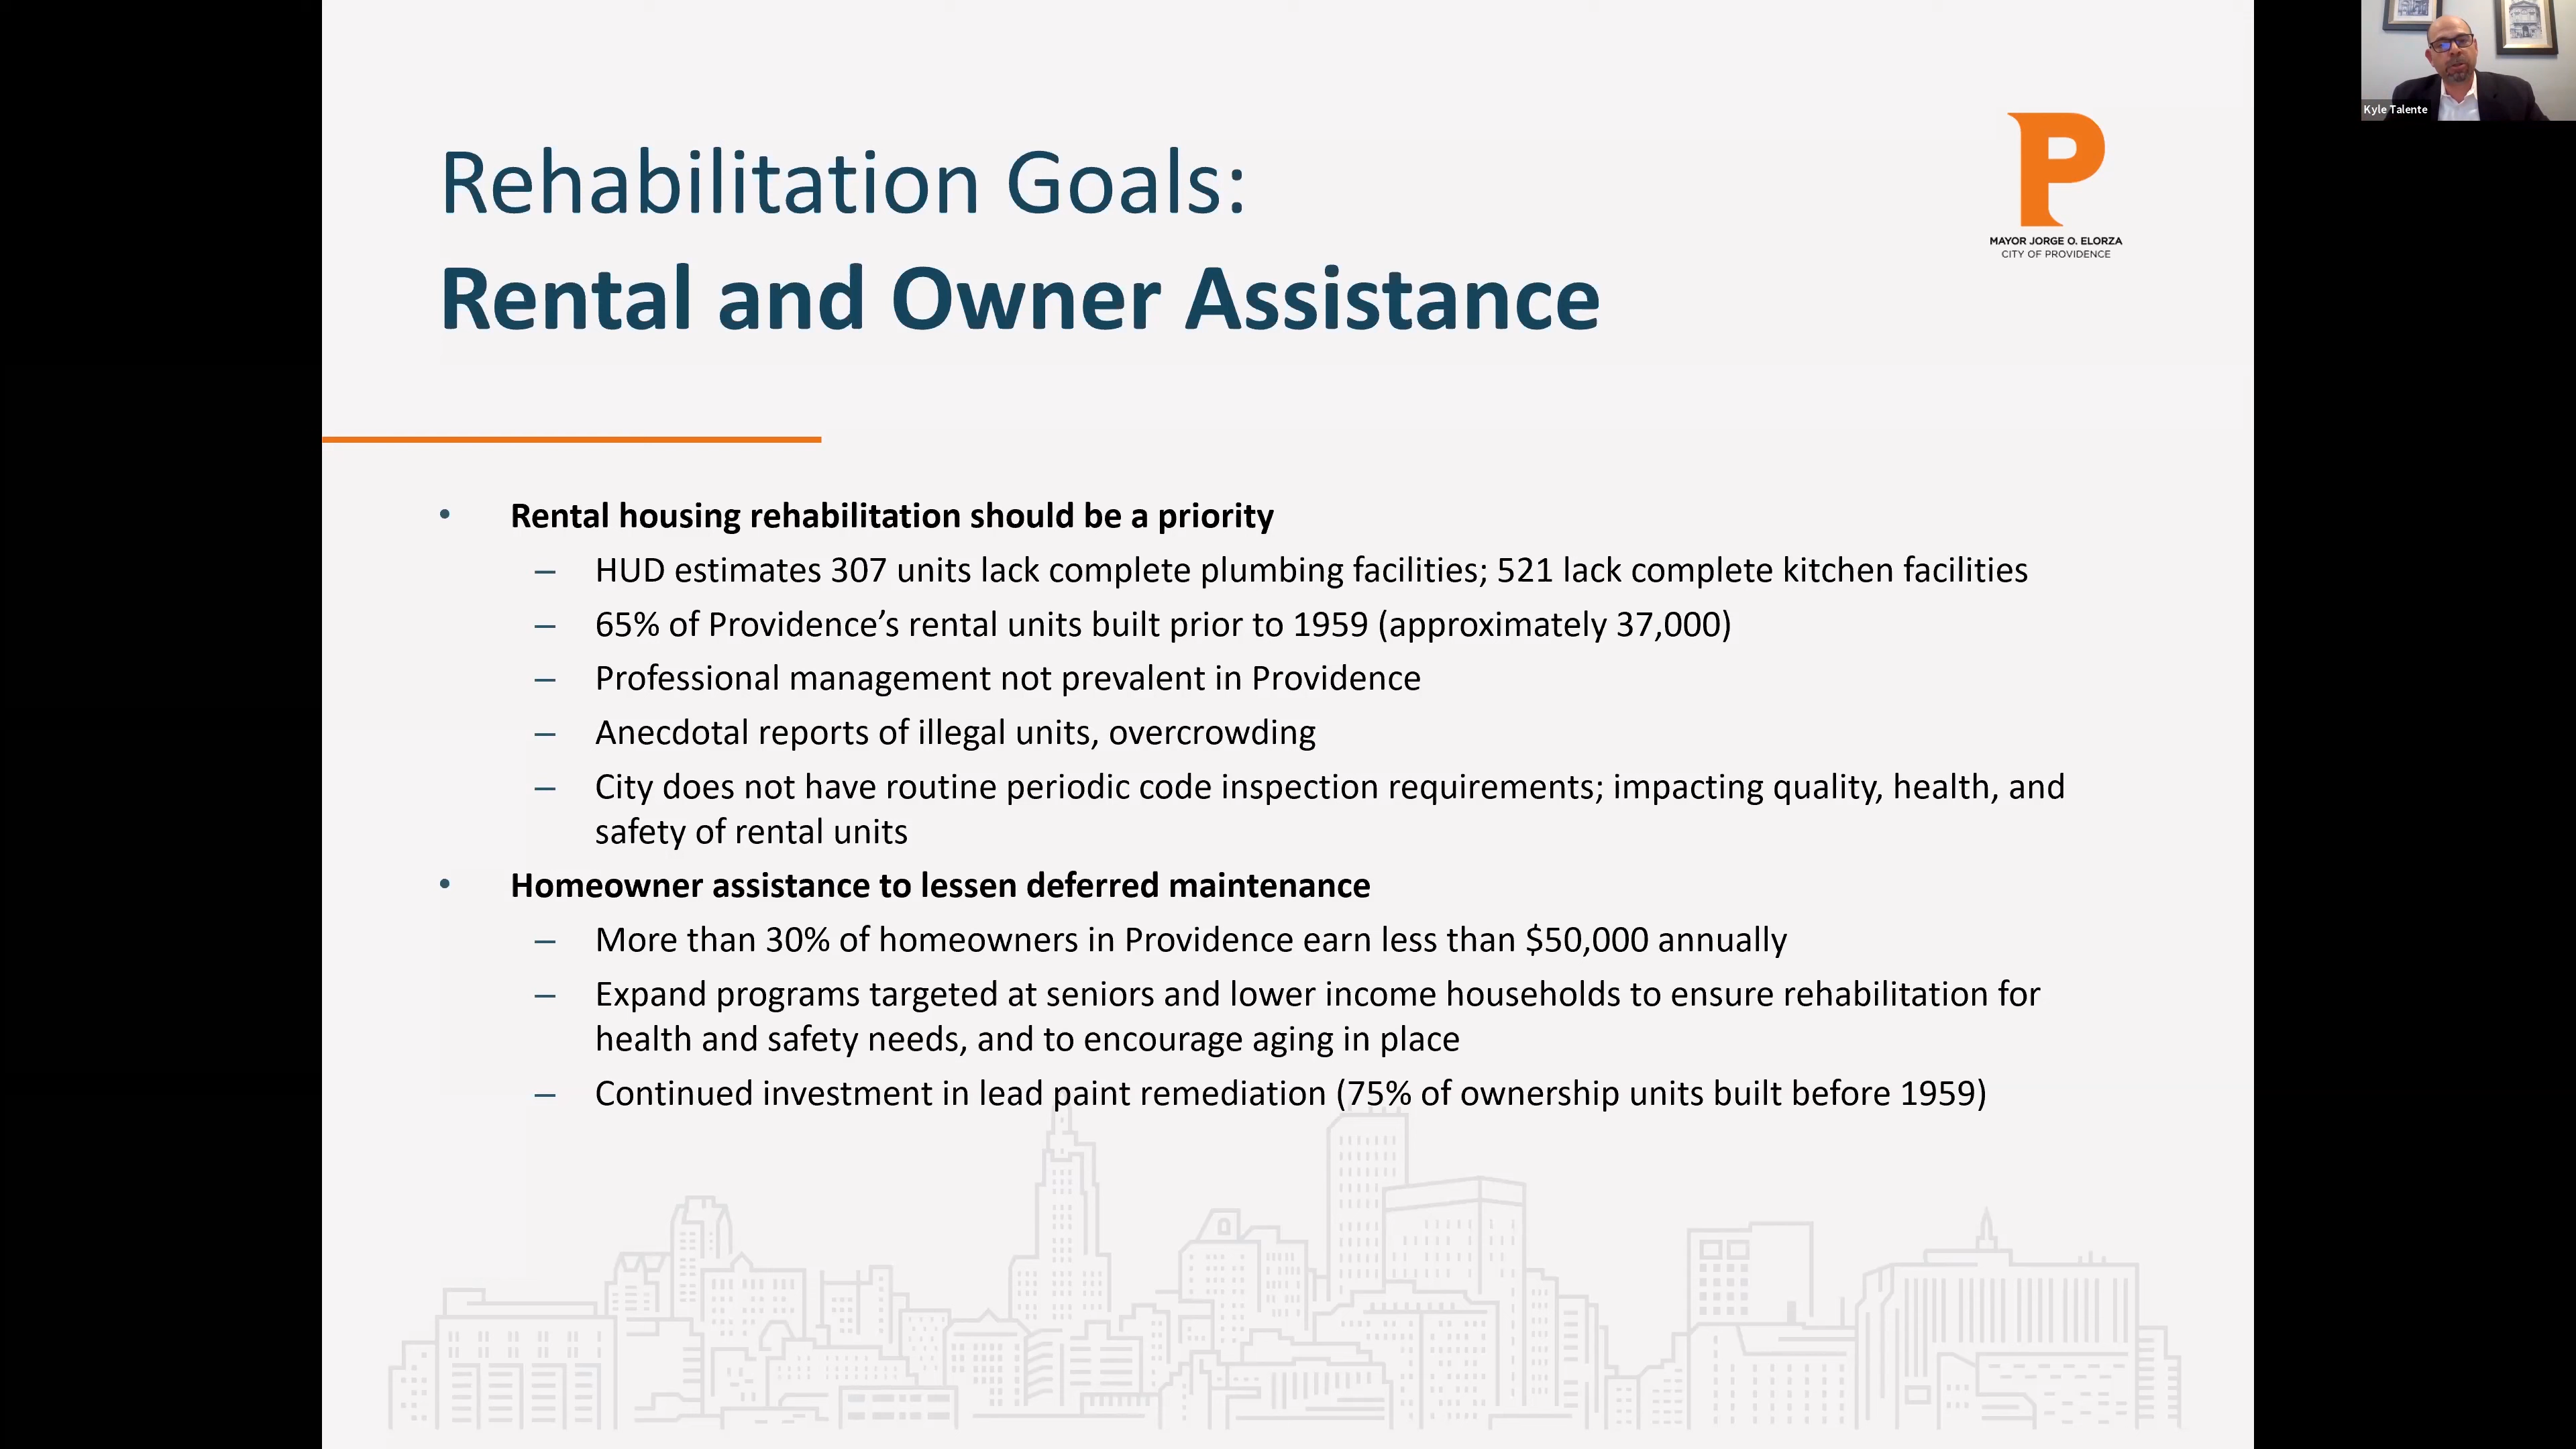 Rehabilitation Goals:
Rental and Owner Assistance
P
MAYOR JORGE O. ELORZA
CITY OF PROVIDENCE
Kyle Talente
• Rental housing rehabilitation should be a priority
– HUD estimates 307 units lack complete plumbing facilities; 521 lack complete kitchen facilities
– 65% of Providence’s rental units built prior to 1959 (approximately 37,000)
– Professional management not prevalent in Providence
– Anecdotal reports of illegal units, overcrowding
– City does not have routine periodic code inspection requirements; impacting quality, health, and
safety of rental units
• Homeowner assistance to lessen deferred maintenance
– More than 30% of homeowners in Providence earn less than $50,000 annually
– Expand programs targeted at seniors and lower income households to ensure rehabilitation for
health and safety needs, and to encourage aging in place
– Continued investment in lead paint remediation (75% of ownership units built before 1959)